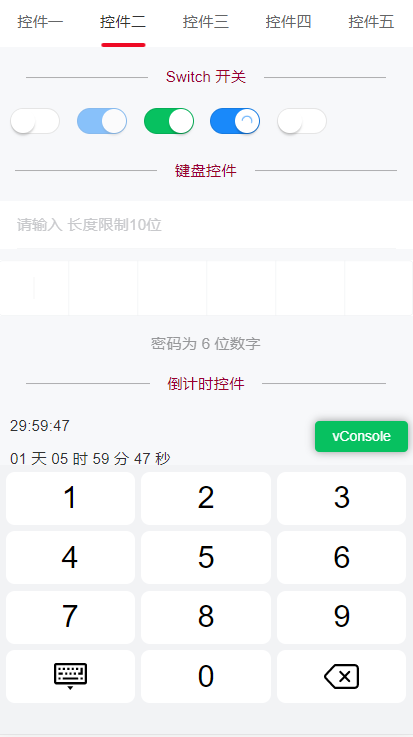 控件一 控件二 控件三 控件四 控件五
Switch 开关
键盘控件
请输入 长度限制10位
密码为 6 位数字
倒计时控件
29:59:47
vConsole
01 天 05 时 59 分 47 秒
1 2 3
4 5 6
7 8 9
0